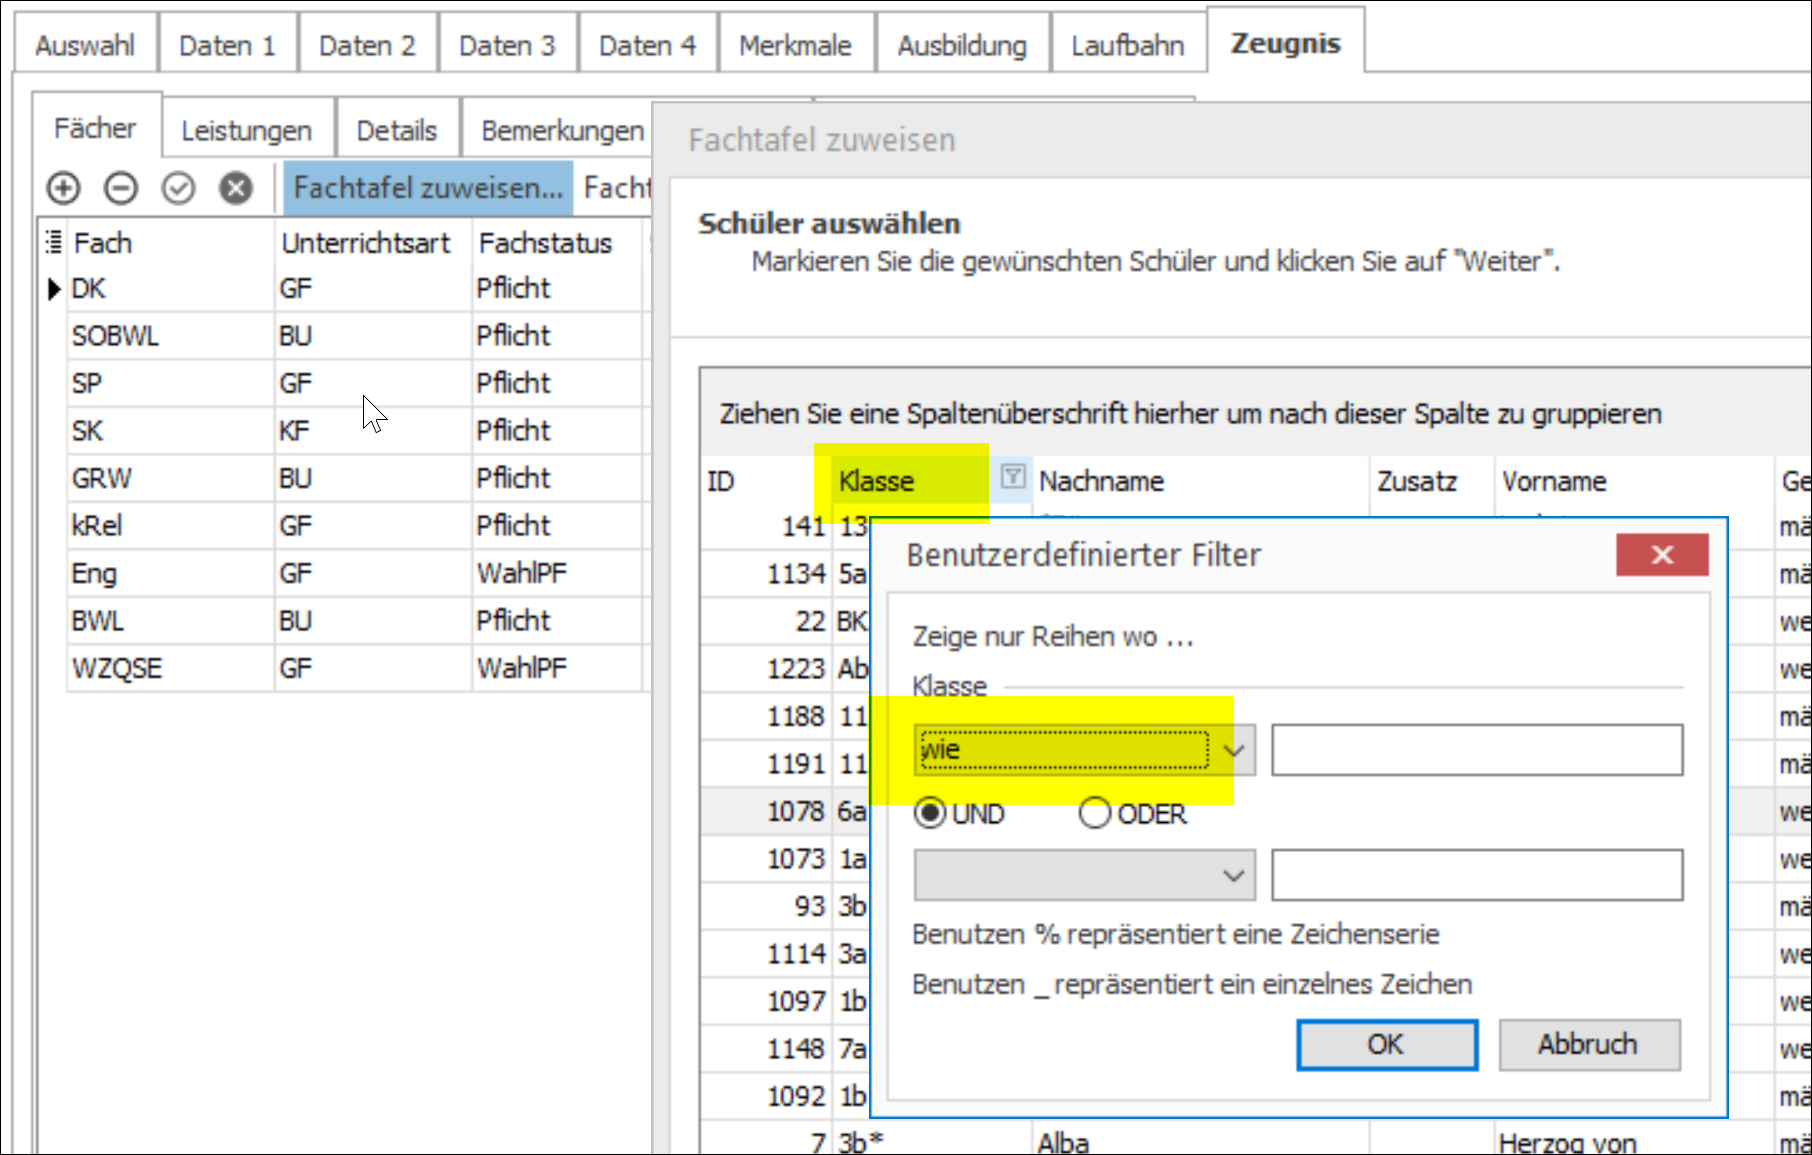 Auswahl Daten 1 Daten 2 Daten 3 Daten 4 Merkmale Ausbildung Laufbahn Zeugnis
Fächer Leistungen Details Bemerkungen
Fachtafel zuweisen... Facht
Fach Unterrichtsart Fachstatus
DK GF Pflicht
SOBWL BU Pflicht
SP GF Pflicht
SK KF Pflicht
GRW BU Pflicht
kRel GF Pflicht
Eng GF WahlPF
BWL BU Pflicht
WZQSE GF WahlPF
Fachtafel zuweisen
Schüler auswählen
Markieren Sie die gewünschten Schüler und klicken Sie auf "Weiter".
Ziehen Sie eine Spaltenüberschrift hierher um nach dieser Spalte zu gruppieren
ID Klasse Nachname Zusatz Vorname Ge
141 13 mä
1134 5a mä
22 BK we
1223 Ab we
1188 11 mä
1191 11 mä
1078 6a we
1073 1a we
93 3b mä
1114 3a we
1097 1b we
1148 7a we
1092 1b mä
7 3b* Alba Herzog von mä
Benutzerdefinierter Filter
Zeige nur Reihen wo ...
Klasse
wie
UND ODER
Benutzen % repräsentiert eine Zeichenserie
Benutzen _ repräsentiert ein einzelnes Zeichen
OK Abbruch